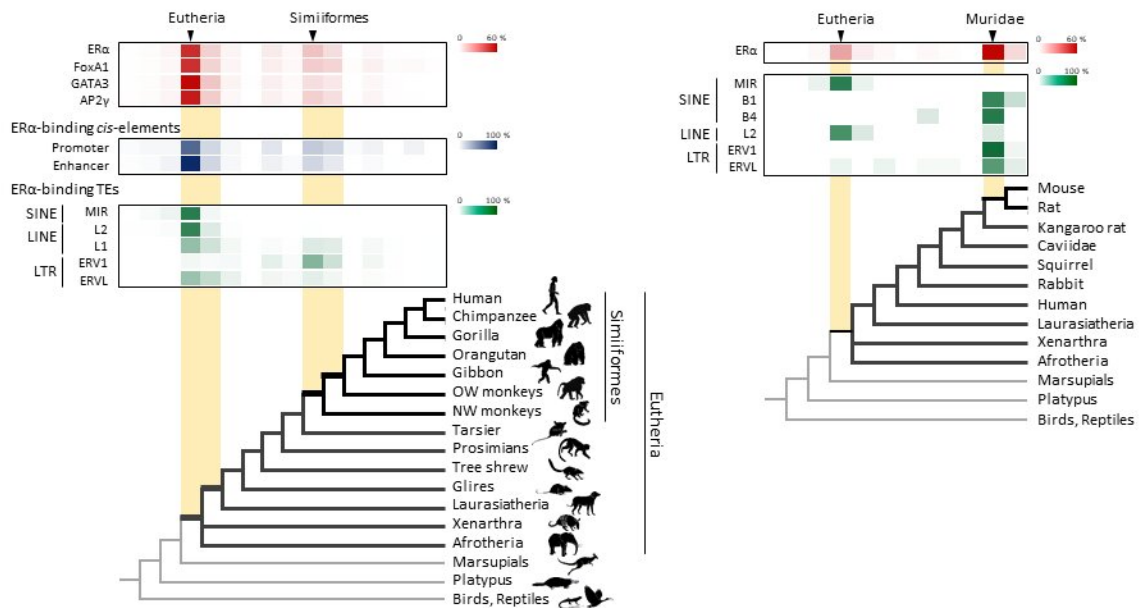 Eutheria Simiiformes
ERα
FoxA1
GATA3
AP2γ
0 60 %
ERα-binding cis-elements
Promoter
Enhancer
0 100 %
ERα-binding TEs
SINE MIR
LINE L2
L1
LTR ERV1
ERVL
0 100 %
Human
Chimpanzee
Gorilla
Orangutan
Gibbon
OW monkeys
NW monkeys
Tarsier
Prosimians
Tree shrew
Glires
Laurasiatheria
Xenarthra
Afrotheria
Marsupials
Platypus
Birds, Reptiles
Simiiformes
Eutheria
Eutheria Muridae
ERα
0 60 %
0 100 %
MIR
SINE B1
B4
LINE L2
LTR ERV1
ERVL
Mouse
Rat
Kangaroo rat
Caviidae
Squirrel
Rabbit
Human
Laurasiatheria
Xenarthra
Afrotheria
Marsupials
Platypus
Birds, Reptiles